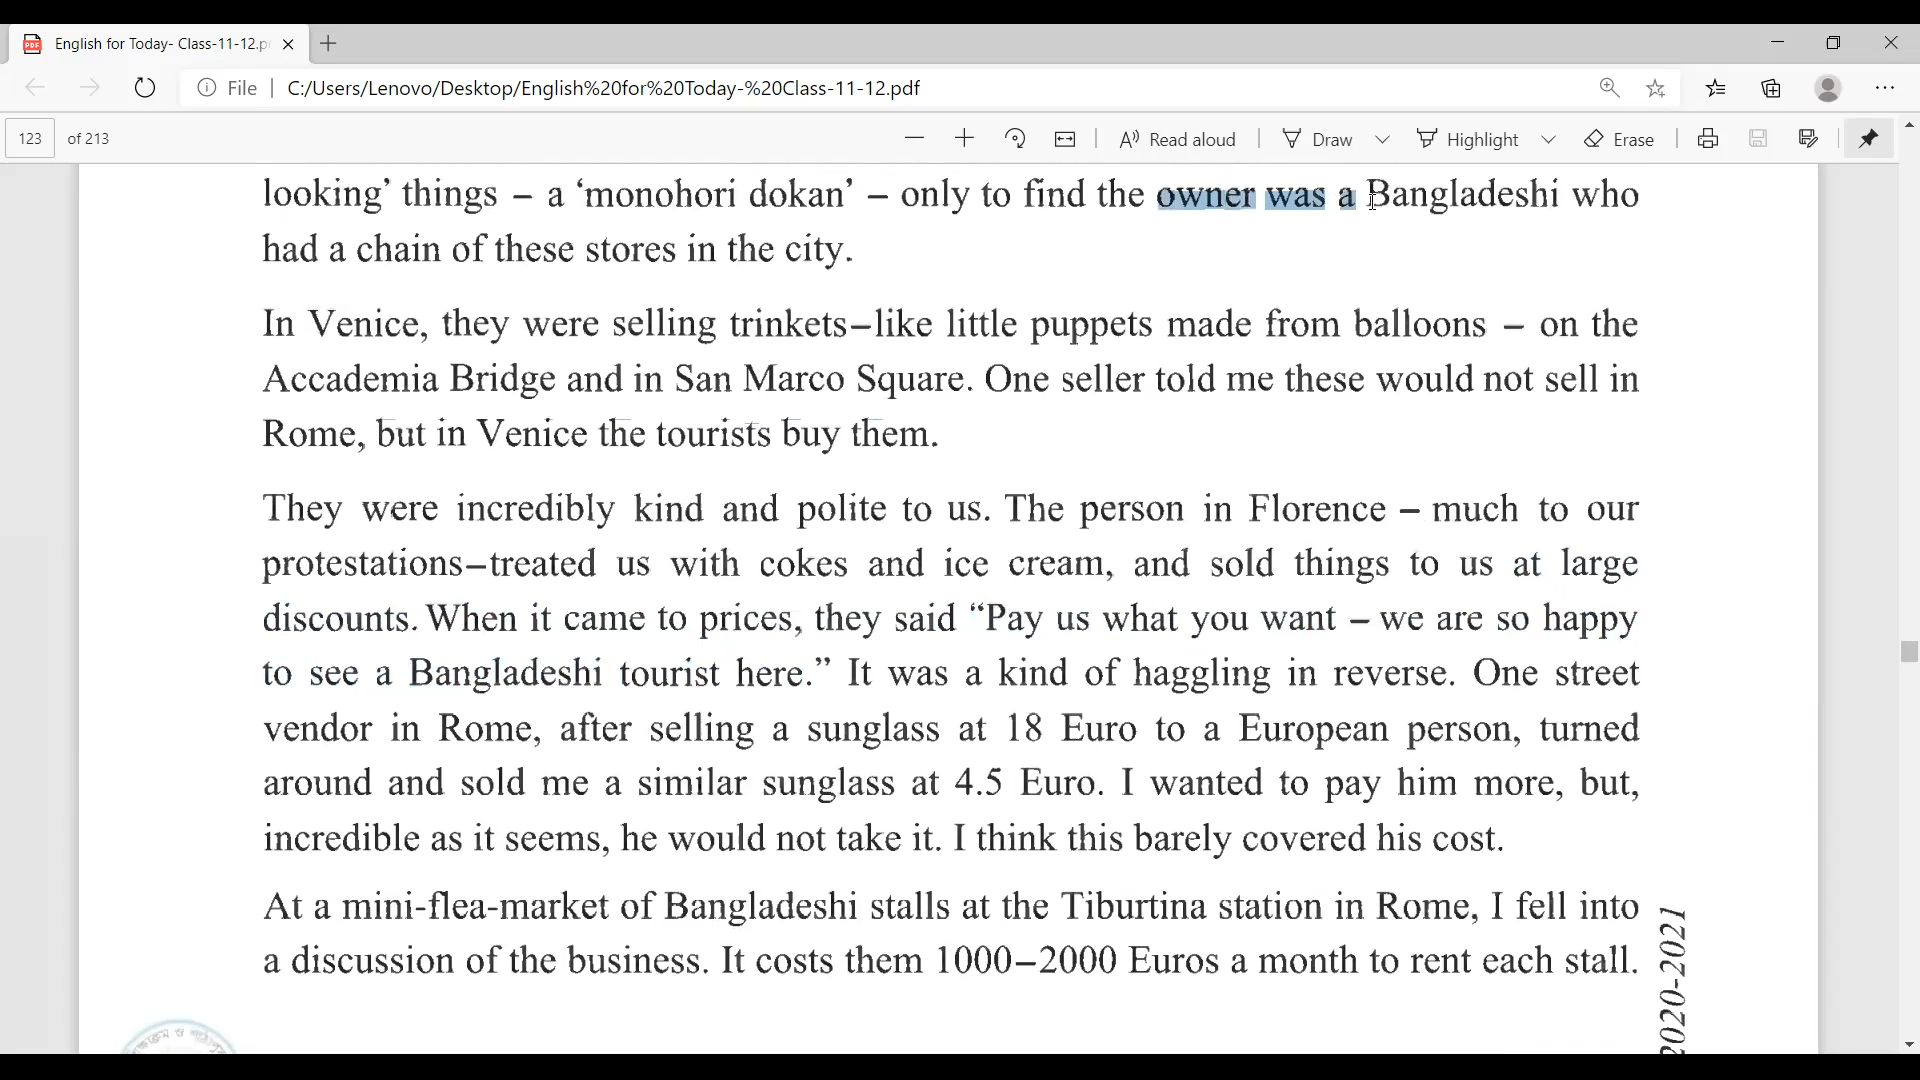 English for Today- Class-11-12.p
File
C:/Users/Lenovo/Desktop/English%20for%20Today-%20Class-11-12.pdf
123 of 213
Read aloud
Draw
Highlight
Erase
looking’ things – a ‘monohori dokan’ – only to find the owner was a Bangladeshi who
had a chain of these stores in the city.
In Venice, they were selling trinkets–like little puppets made from balloons – on the
Accademia Bridge and in San Marco Square. One seller told me these would not sell in
Rome, but in Venice the tourists buy them.
They were incredibly kind and polite to us. The person in Florence – much to our
protestations–treated us with cokes and ice cream, and sold things to us at large
discounts. When it came to prices, they said “Pay us what you want – we are so happy
to see a Bangladeshi tourist here.” It was a kind of haggling in reverse. One street
vendor in Rome, after selling a sunglass at 18 Euro to a European person, turned
around and sold me a similar sunglass at 4.5 Euro. I wanted to pay him more, but,
incredible as it seems, he would not take it. I think this barely covered his cost.
At a mini-flea-market of Bangladeshi stalls at the Tiburtina station in Rome, I fell into
a discussion of the business. It costs them 1000–2000 Euros a month to rent each stall.
2020-2021